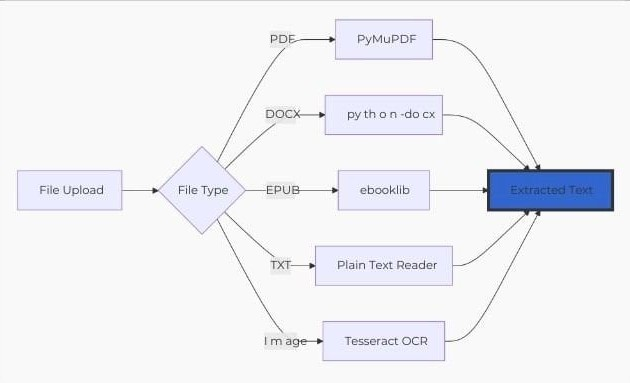 PDF
PyMuPDF
DOCX
py th o n -do cx
File Upload
File Type
EPUB
ebooklib
Extracted Text
TXT
Plain Text Reader
I m age
Tesseract OCR